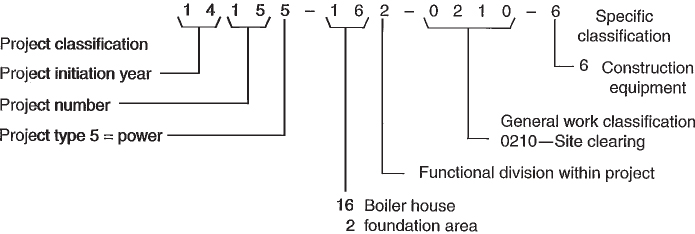 1 4 1 5 5 – 1 6 2 – 0 2 1 0 – 6
Specific
classification
Project classification
Project initiation year
6 Construction
equipment
Project number
General work classification
0210—Site clearing
Project type 5 = power
Functional division within project
16 Boiler house
2 foundation area